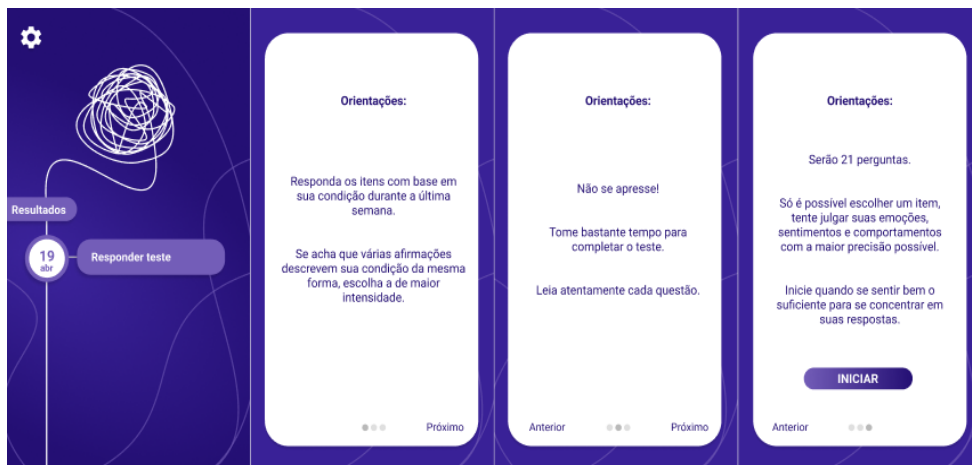 Resultados
19
abr
Responder teste
Orientações:
Responda os itens com base em
sua condição durante a última
semana.
Se acha que várias afirmações
descrevem sua condição da mesma
forma, escolha a de maior
intensidade.
Próximo
Orientações:
Não se apresse!
Tome bastante tempo para
completar o teste.
Leia atentamente cada questão.
Anterior
Próximo
Orientações:
Serão 21 perguntas.
Só é possível escolher um item,
tente julgar suas emoções,
sentimentos e comportamentos
com a maior precisão possível.
Inicie quando se sentir bem o
suficiente para se concentrar em
suas respostas.
INICIAR
Anterior